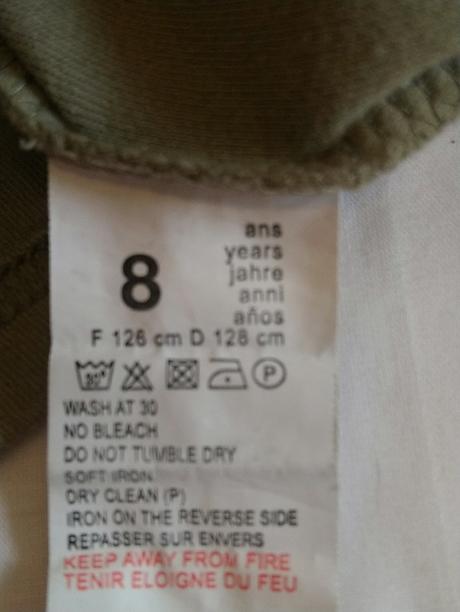 8
ans
years
jahre
anni
años
F 126 cm D 128 cm
30°
P
WASH AT 30
NO BLEACH
DO NOT TUMBLE DRY
SOFT IRON
DRY CLEAN (P)
IRON ON THE REVERSE SIDE
REPASSER SUR ENVERS
KEEP AWAY FROM FIRE
TENIR ELOIGNE DU FEU